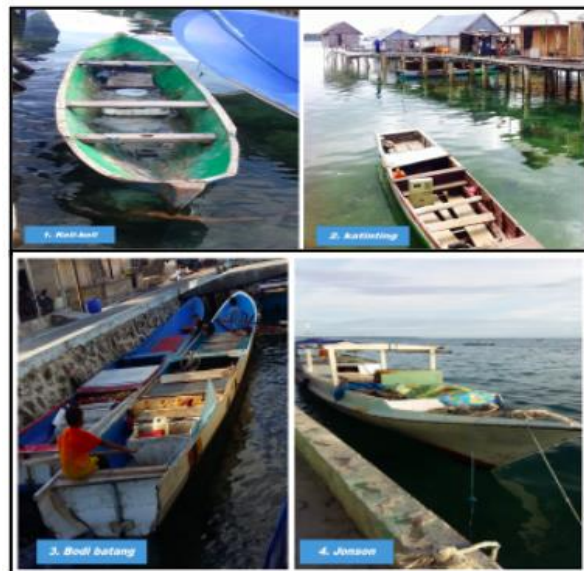 1. Koli-koli
2. katinting
3. Bodi batang
4. Jonson